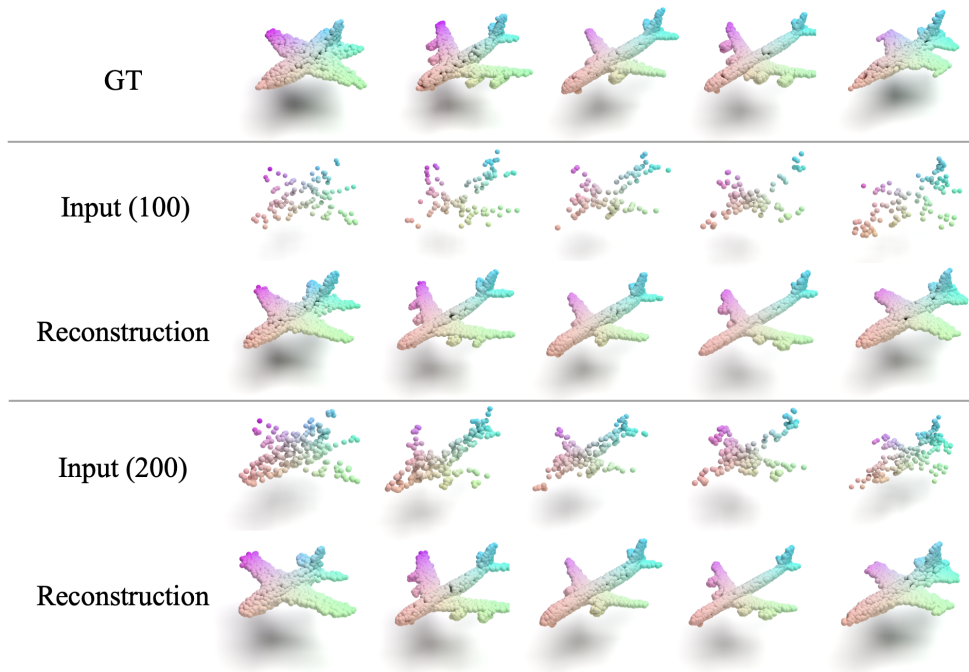 GT
Input (100)
Reconstruction
Input (200)
Reconstruction